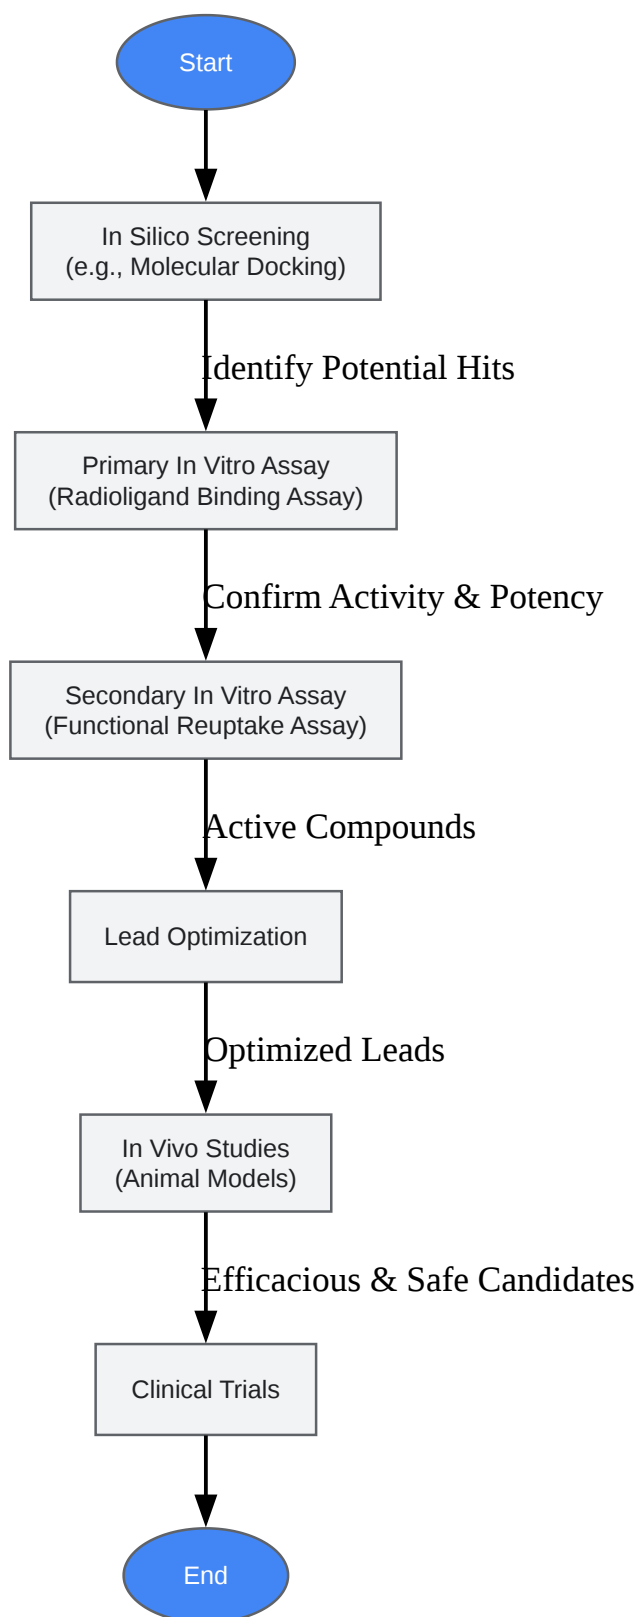 Start
In Silico Screening
(e.g., Molecular Docking)
Identify Potential Hits
Primary In Vitro Assay
(Radioligand Binding Assay)
Confirm Activity & Potency
Secondary In Vitro Assay
(Functional Reuptake Assay)
Active Compounds
Lead Optimization
Optimized Leads
In Vivo Studies
(Animal Models)
Efficacious & Safe Candidates
Clinical Trials
End